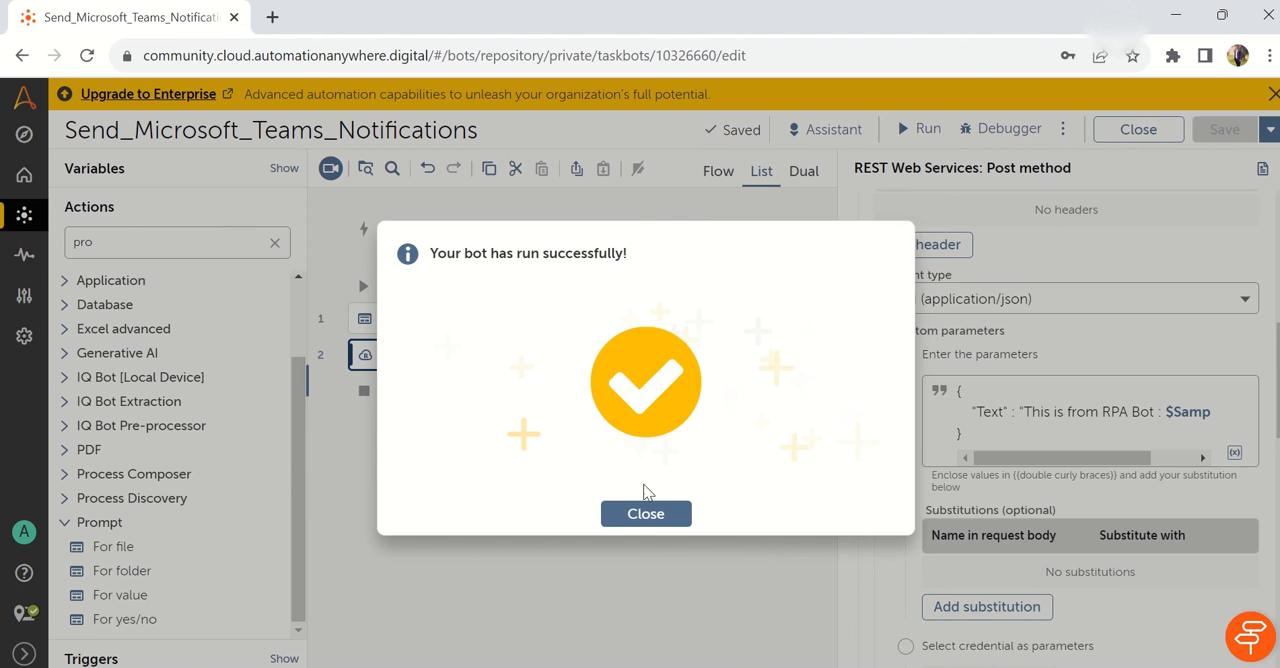 Send_Microsoft_Teams_Notificati
community.cloud.automationanywhere.digital/#/bots/repository/private/taskbots/10326660/edit
Upgrade to Enterprise Advanced automation capabilities to unleash your organization's full potential.
Send_Microsoft_Teams_Notifications
Saved
Assistant
Run
Debugger
Close
Save
Variables
Show
Flow
List
Dual
REST Web Services: Post method
Actions
pro
Application
Database
Excel advanced
Generative AI
IQ Bot [Local Device]
IQ Bot Extraction
IQ Bot Pre-processor
PDF
Process Composer
Process Discovery
Prompt
For file
For folder
For value
For yes/no
Triggers
Show
1
2
Your bot has run successfully!
Close
No headers
header
nt type
(application/json)
tom parameters
Enter the parameters
{
"Text" : "This is from RPA Bot : $Samp
}
(x)
Enclose values in {{double curly braces}} and add your substitution
below
Substitutions (optional)
Name in request body Substitute with
No substitutions
Add substitution
Select credential as parameters
A